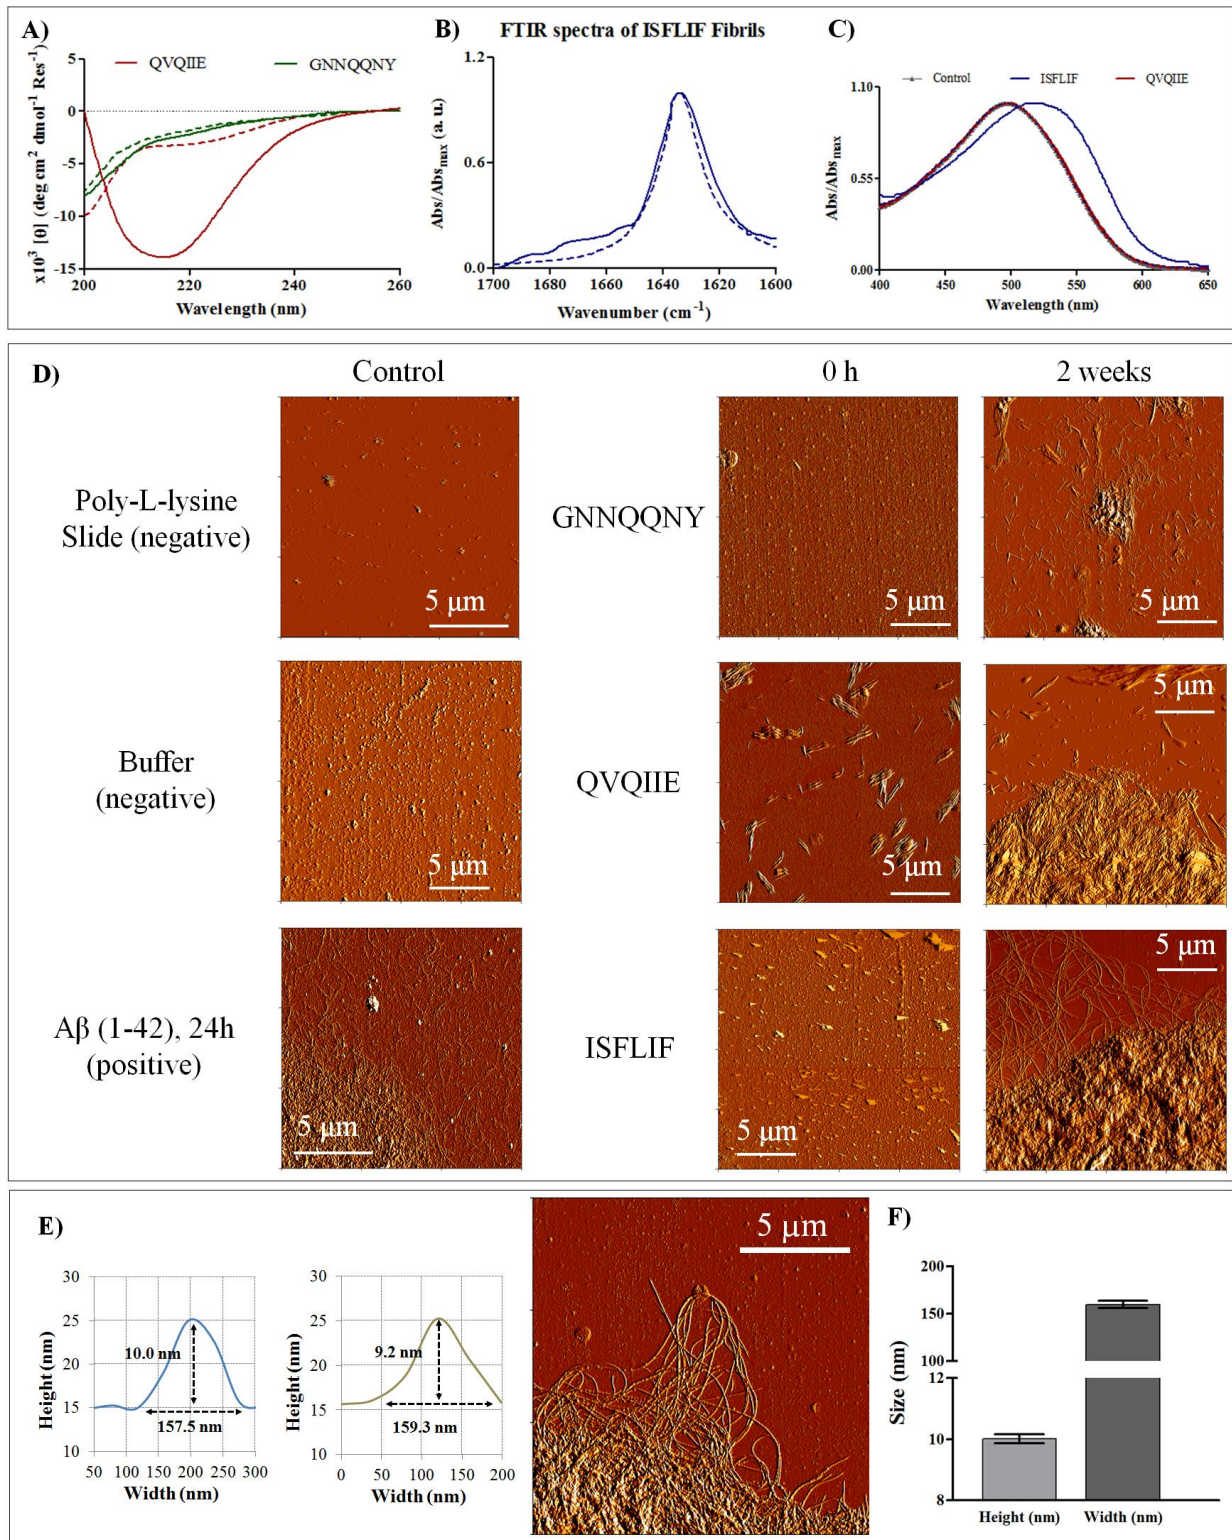 A)
QVQIIE
GNNQQNY
5
0
-5
-10
-15
x10³ [θ] (deg cm² dmol⁻¹ Res⁻¹)
200
220
240
260
Wavelength (nm)
B)
FTIR spectra of ISFLIF Fibrils
1.2
0.6
0.0
Abs/Abs_max (a. u.)
1700
1680
1660
1640
1620
1600
Wavenumber (cm⁻¹)
C)
Control
ISFLIF
QVQIIE
1.10
0.55
0.00
Abs/Abs_max
400
450
500
550
600
650
Wavelength (nm)
D)
Control
0 h
2 weeks
Poly-L-lysine
Slide (negative)
5 µm
GNNQQNY
5 µm
5 µm
Buffer
(negative)
5 µm
QVQIIE
5 µm
5 µm
Aβ (1-42), 24h
(positive)
5 µm
ISFLIF
5 µm
5 µm
E)
30
25
20
15
10
Height (nm)
10.0 nm
157.5 nm
50
100
150
200
250
300
Width (nm)
30
25
20
15
10
Height (nm)
9.2 nm
159.3 nm
0
50
100
150
200
Width (nm)
5 µm
F)
200
150
100
12
10
8
Size (nm)
Height (nm)
Width (nm)